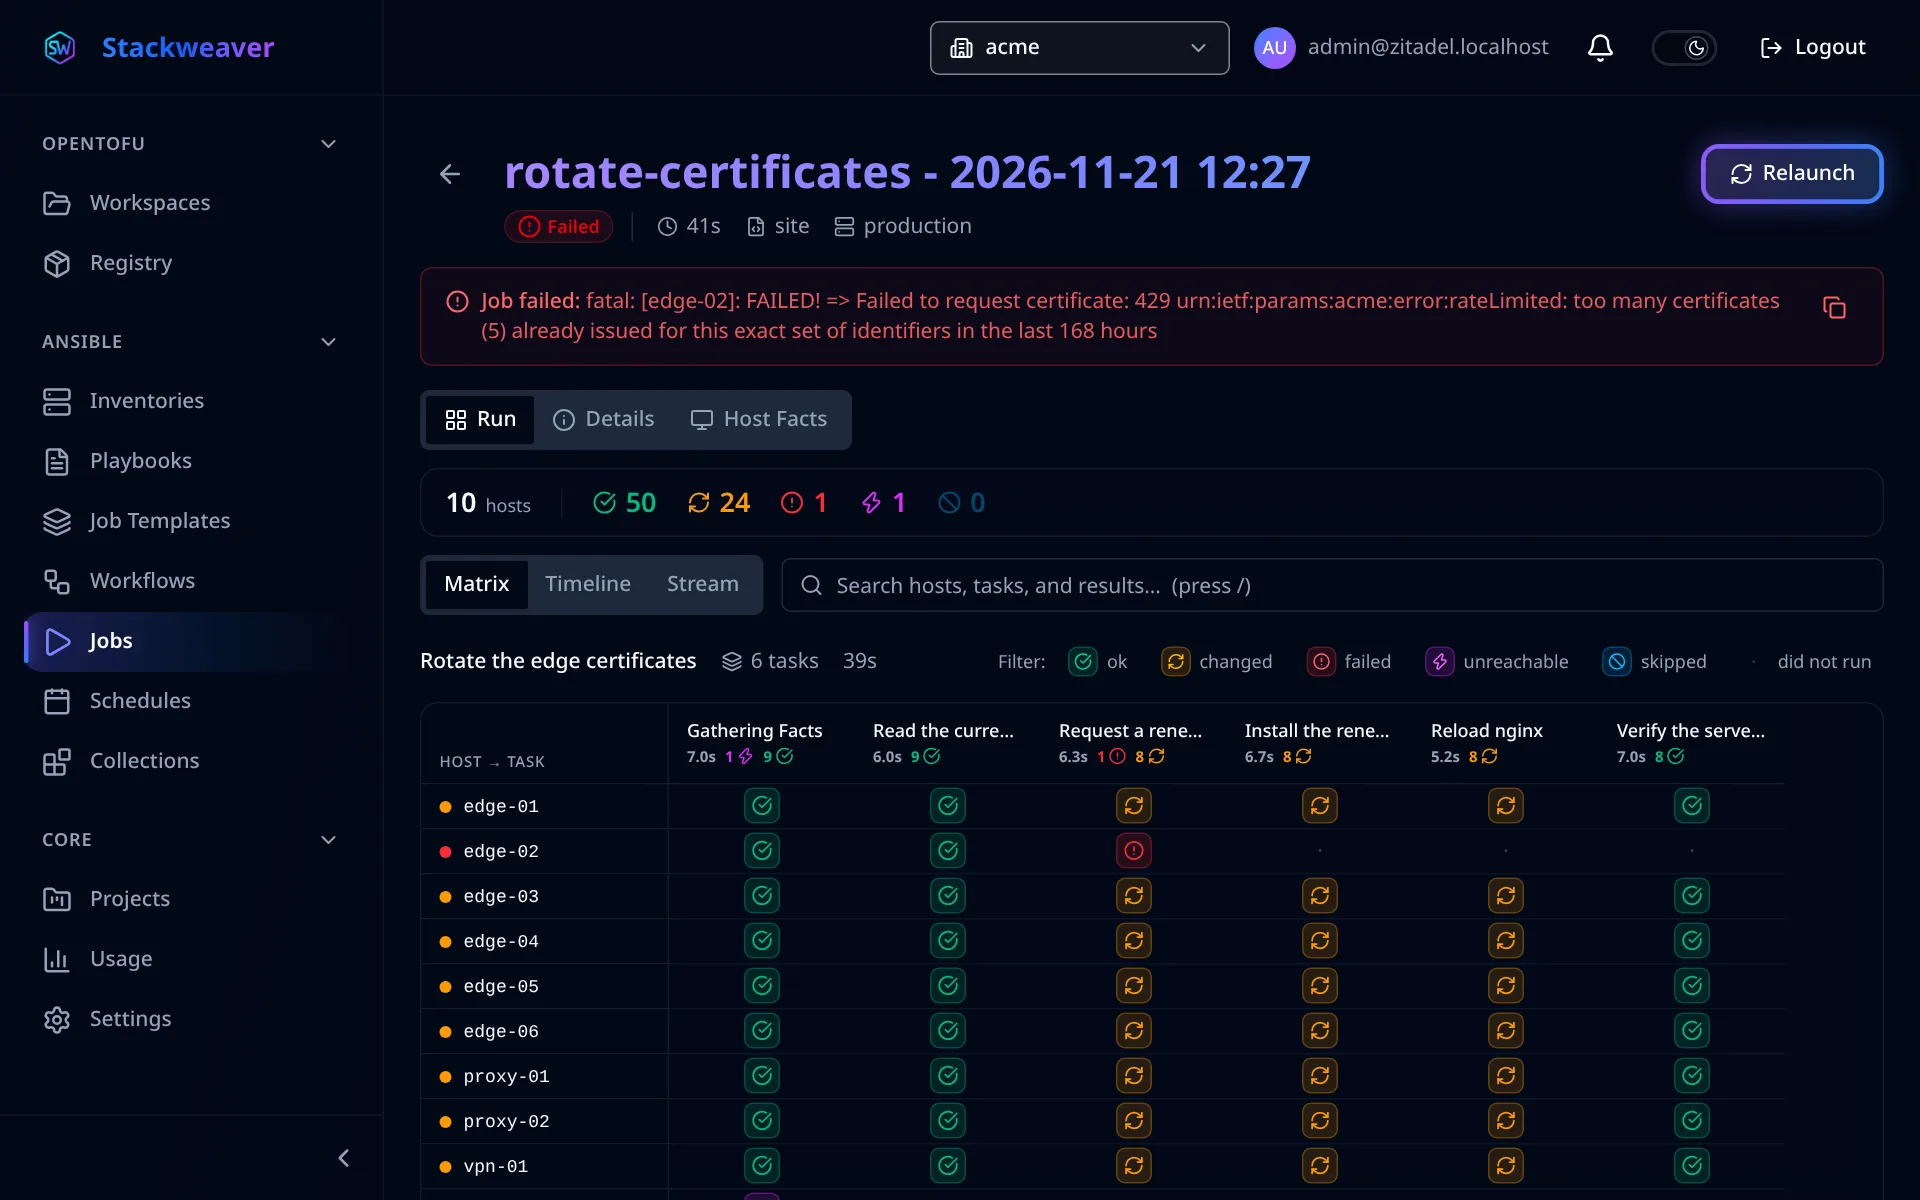 SW Stackweaver
acme
AU admin@zitadel.localhost
Logout
OPENTOFU
Workspaces
Registry
ANSIBLE
Inventories
Playbooks
Job Templates
Workflows
Jobs
Schedules
Collections
CORE
Projects
Usage
Settings
rotate-certificates - 2026-11-21 12:27
Relaunch
Failed 41s site production
Job failed: fatal: [edge-02]: FAILED! => Failed to request certificate: 429 urn:ietf:params:acme:error:rateLimited: too many certificates
(5) already issued for this exact set of identifiers in the last 168 hours
Run Details Host Facts
10 hosts 50 24 1 1 0
Matrix Timeline Stream Search hosts, tasks, and results... (press /)
Rotate the edge certificates 6 tasks 39s Filter: ok changed failed unreachable skipped · did not run
HOST → TASK
Gathering Facts Read the curre... Request a rene... Install the rene... Reload nginx Verify the serve...
7.0s 1 9 6.0s 9 6.3s 1 8 6.7s 8 5.2s 8 7.0s 8
edge-01
edge-02
edge-03
edge-04
edge-05
edge-06
proxy-01
proxy-02
vpn-01